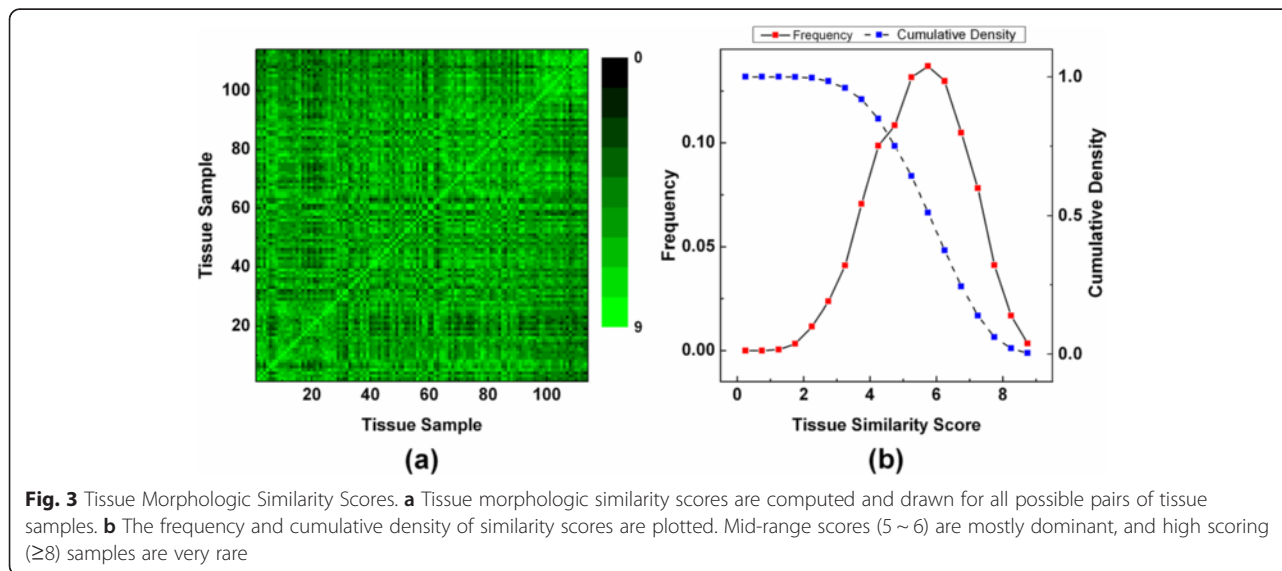 Frequency
Cumulative Density
0
9
100
80
60
40
20
Tissue Sample
20
40
60
80
100
Tissue Sample
(a)
0.10
0.05
0.00
Frequency
1.0
0.5
0.0
Cumulative Density
0
2
4
6
8
Tissue Similarity Score
(b)
Fig. 3 Tissue Morphologic Similarity Scores. a Tissue morphologic similarity scores are computed and drawn for all possible pairs of tissue
samples. b The frequency and cumulative density of similarity scores are plotted. Mid-range scores (5 ~ 6) are mostly dominant, and high scoring
(≥8) samples are very rare